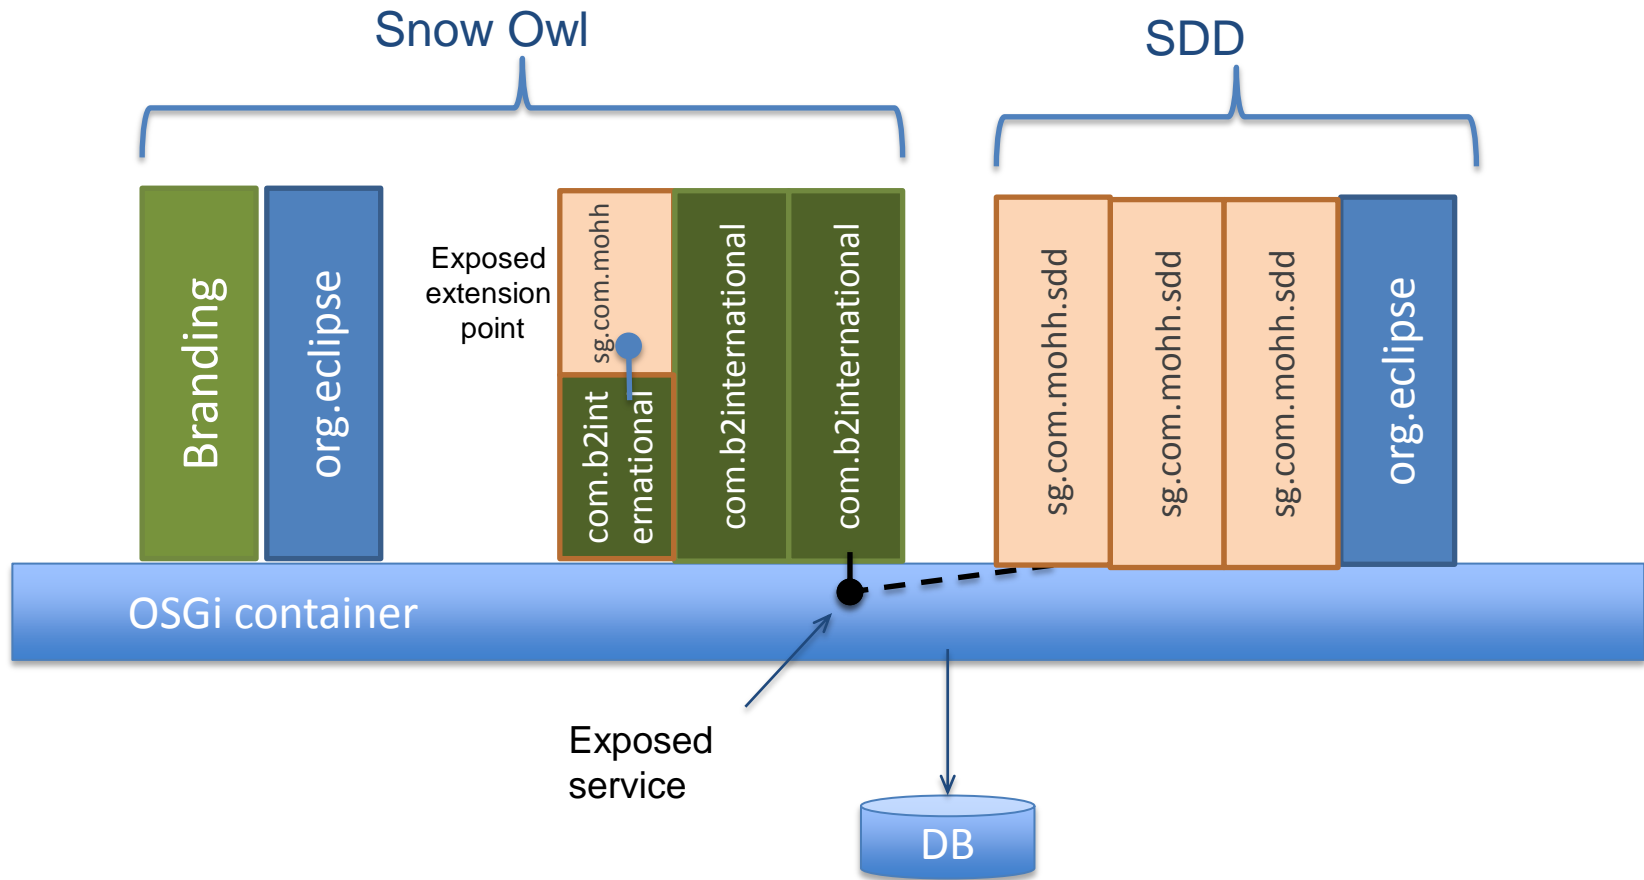 Snow Owl
SDD
Branding
org.eclipse
Exposed
extension
point
sg.com.mohh
com.b2int
ernational
com.b2international
com.b2international
sg.com.mohh.sdd
sg.com.mohh.sdd
sg.com.mohh.sdd
org.eclipse
OSGi container
Exposed
service
DB